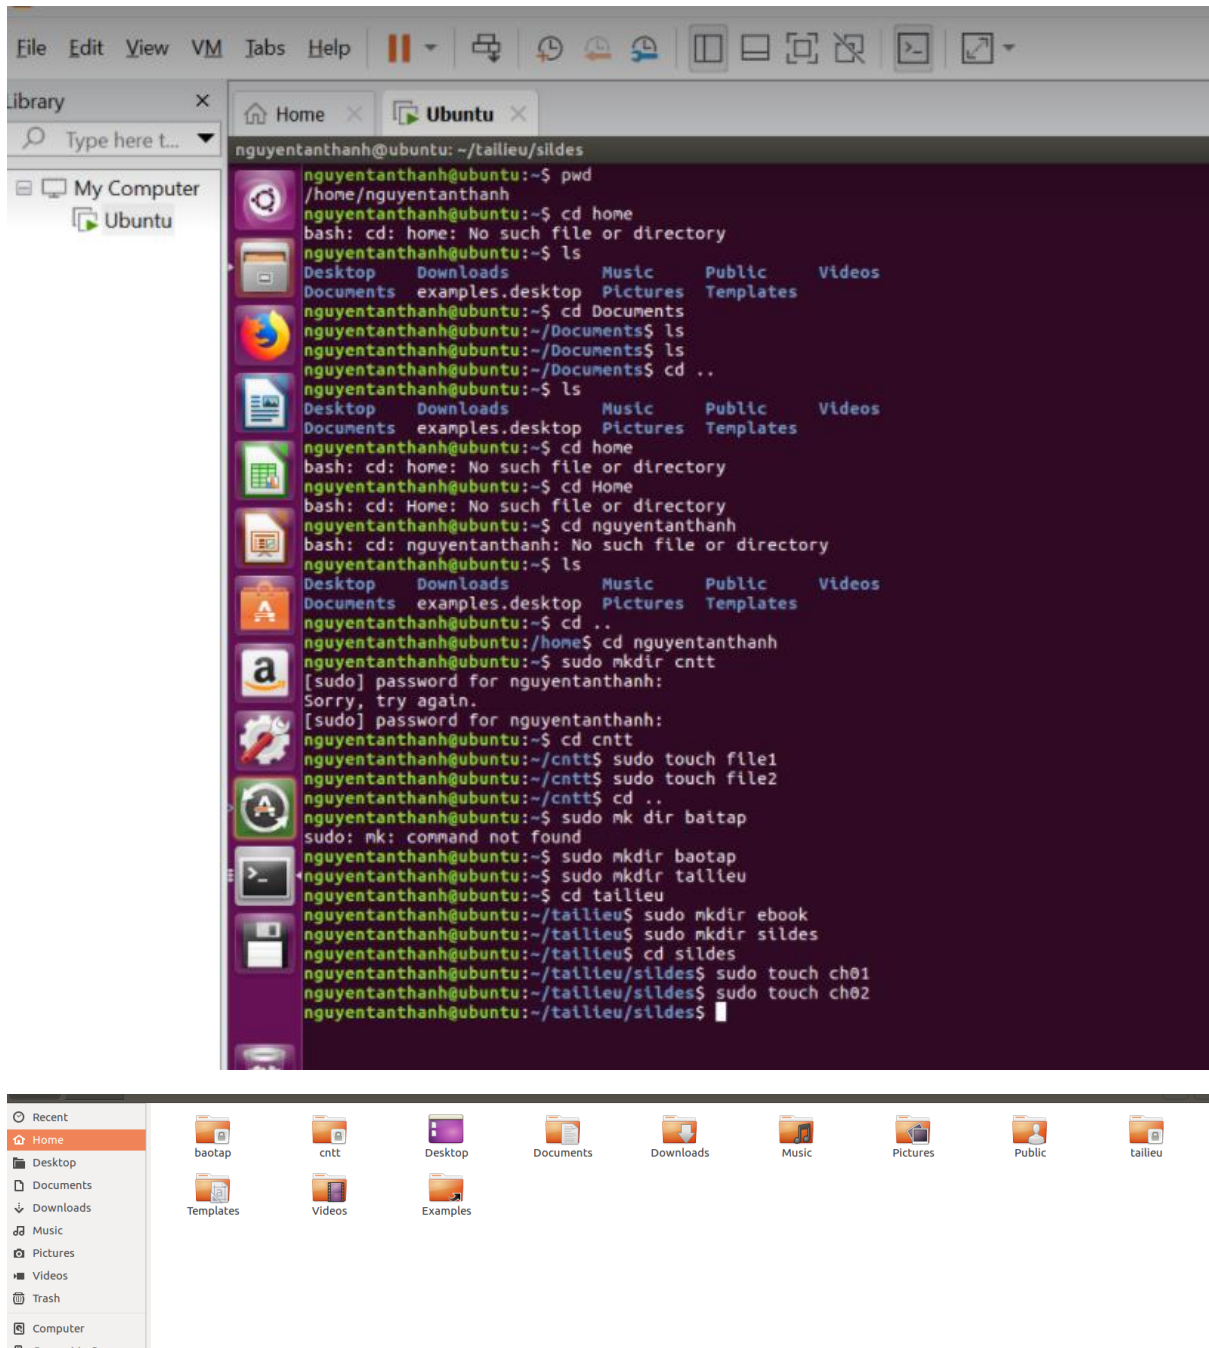 File Edit View VM Tabs Help
Library ×
Type here t...
My Computer
Ubuntu
Home × Ubuntu ×
nguyentanthanh@ubuntu: ~/tailieu/sildes
nguyentanthanh@ubuntu:~$ pwd
/home/nguyentanthanh
nguyentanthanh@ubuntu:~$ cd home
bash: cd: home: No such file or directory
nguyentanthanh@ubuntu:~$ ls
Desktop Downloads Music Public Videos
Documents examples.desktop Pictures Templates
nguyentanthanh@ubuntu:~$ cd Documents
nguyentanthanh@ubuntu:~/Documents$ ls
nguyentanthanh@ubuntu:~/Documents$ ls
nguyentanthanh@ubuntu:~/Documents$ cd ..
nguyentanthanh@ubuntu:~$ ls
Desktop Downloads Music Public Videos
Documents examples.desktop Pictures Templates
nguyentanthanh@ubuntu:~$ cd home
bash: cd: home: No such file or directory
nguyentanthanh@ubuntu:~$ cd Home
bash: cd: Home: No such file or directory
nguyentanthanh@ubuntu:~$ cd nguyentanthanh
bash: cd: nguyentanthanh: No such file or directory
nguyentanthanh@ubuntu:~$ ls
Desktop Downloads Music Public Videos
Documents examples.desktop Pictures Templates
nguyentanthanh@ubuntu:~$ cd ..
nguyentanthanh@ubuntu:/home$ cd nguyentanthanh
nguyentanthanh@ubuntu:~$ sudo mkdir cntt
[sudo] password for nguyentanthanh:
Sorry, try again.
[sudo] password for nguyentanthanh:
nguyentanthanh@ubuntu:~$ cd cntt
nguyentanthanh@ubuntu:~/cntt$ sudo touch file1
nguyentanthanh@ubuntu:~/cntt$ sudo touch file2
nguyentanthanh@ubuntu:~/cntt$ cd ..
nguyentanthanh@ubuntu:~$ sudo mk dir baitap
sudo: mk: command not found
nguyentanthanh@ubuntu:~$ sudo mkdir baotap
nguyentanthanh@ubuntu:~$ sudo mkdir tailieu
nguyentanthanh@ubuntu:~$ cd tailieu
nguyentanthanh@ubuntu:~/tailieu$ sudo mkdir ebook
nguyentanthanh@ubuntu:~/tailieu$ sudo mkdir sildes
nguyentanthanh@ubuntu:~/tailieu$ cd sildes
nguyentanthanh@ubuntu:~/tailieu/sildes$ sudo touch ch01
nguyentanthanh@ubuntu:~/tailieu/sildes$ sudo touch ch02
nguyentanthanh@ubuntu:~/tailieu/sildes$
Recent
Home
Desktop
Documents
Downloads
Music
Pictures
Videos
Trash
Computer
baotap cntt Desktop Documents Downloads Music Pictures Public tailieu
Templates Videos Examples